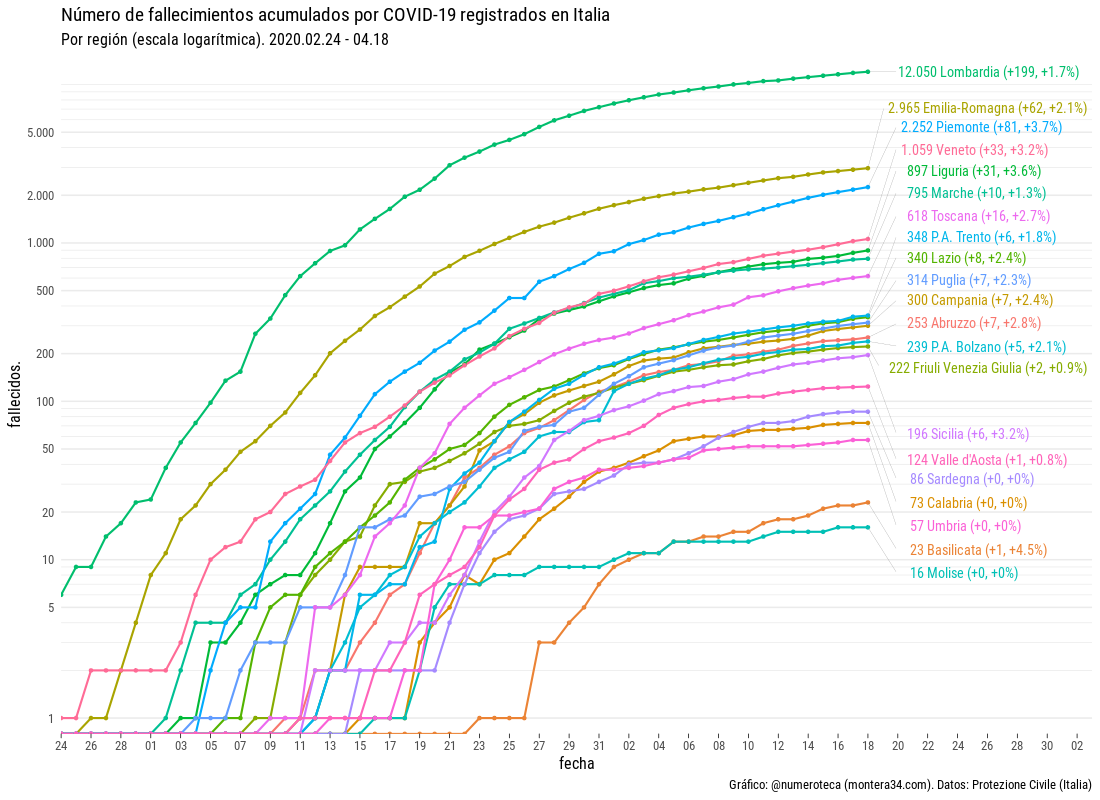 Número de fallecimientos acumulados por COVID-19 registrados en Italia
Por región (escala logarítmica). 2020.02.24 - 04.18
12.050 Lombardia (+199, +1.7%)
2.965 Emilia-Romagna (+62, +2.1%)
2.252 Piemonte (+81, +3.7%)
1.059 Veneto (+33, +3.2%)
897 Liguria (+31, +3.6%)
795 Marche (+10, +1.3%)
618 Toscana (+16, +2.7%)
348 P.A. Trento (+6, +1.8%)
340 Lazio (+8, +2.4%)
314 Puglia (+7, +2.3%)
300 Campania (+7, +2.4%)
253 Abruzzo (+7, +2.8%)
239 P.A. Bolzano (+5, +2.1%)
222 Friuli Venezia Giulia (+2, +0.9%)
196 Sicilia (+6, +3.2%)
124 Valle d'Aosta (+1, +0.8%)
86 Sardegna (+0, +0%)
73 Calabria (+0, +0%)
57 Umbria (+0, +0%)
23 Basilicata (+1, +4.5%)
16 Molise (+0, +0%)
fallecidos.
5.000
2.000
1.000
500
200
100
50
20
10
5
1
24 26 28 01 03 05 07 09 11 13 15 17 19 21 23 25 27 29 31 02 04 06 08 10 12 14 16 18 20 22 24 26 28 30 02
fecha
Gráfico: @numeroteca (montera34.com). Datos: Protezione Civile (Italia)